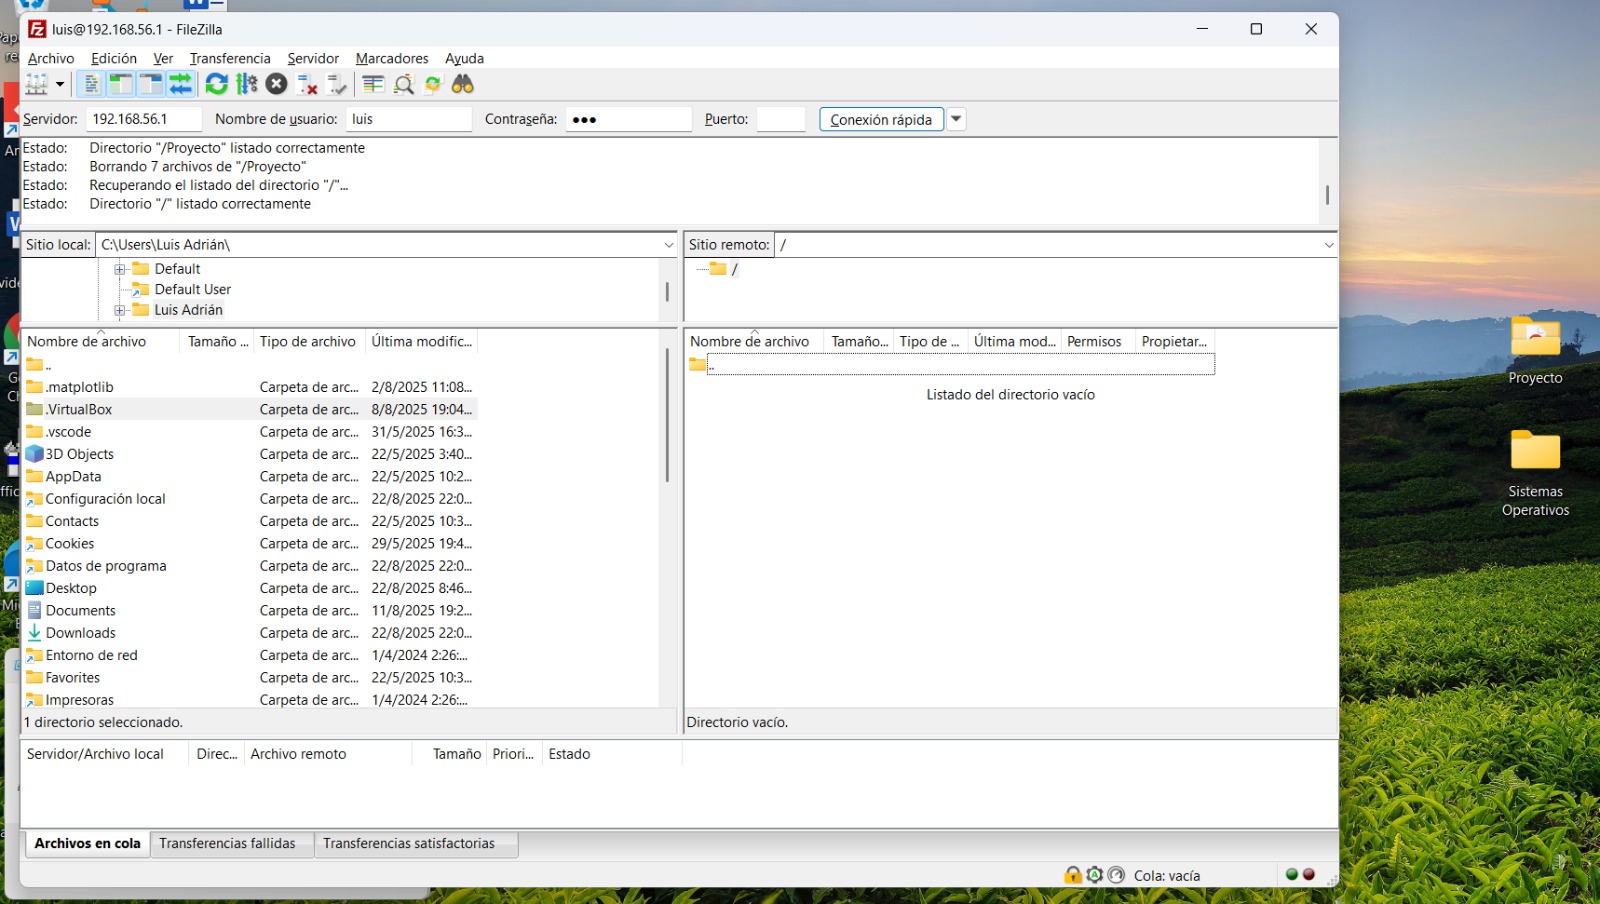 luis@192.168.56.1 - FileZilla
Archivo Edición Ver Transferencia Servidor Marcadores Ayuda
Servidor: 192.168.56.1 Nombre de usuario: luis Contraseña: ●●● Puerto: Conexión rápida
Estado: Directorio "/Proyecto" listado correctamente
Estado: Borrando 7 archivos de "/Proyecto"
Estado: Recuperando el listado del directorio "/"...
Estado: Directorio "/" listado correctamente
Sitio local: C:\Users\Luis Adrián\
Default
Default User
Luis Adrián
Sitio remoto: /
/
Nombre de archivo Tamaño ... Tipo de archivo Última modific...
..
.matplotlib Carpeta de arc... 2/8/2025 11:08...
.VirtualBox Carpeta de arc... 8/8/2025 19:04...
.vscode Carpeta de arc... 31/5/2025 16:3...
3D Objects Carpeta de arc... 22/5/2025 3:40...
AppData Carpeta de arc... 22/5/2025 10:2...
Configuración local Carpeta de arc... 22/8/2025 22:0...
Contacts Carpeta de arc... 22/5/2025 10:3...
Cookies Carpeta de arc... 29/5/2025 19:4...
Datos de programa Carpeta de arc... 22/8/2025 22:0...
Desktop Carpeta de arc... 22/8/2025 8:46...
Documents Carpeta de arc... 11/8/2025 19:2...
Downloads Carpeta de arc... 22/8/2025 22:0...
Entorno de red Carpeta de arc... 1/4/2024 2:26:...
Favorites Carpeta de arc... 22/5/2025 10:3...
Impresoras Carpeta de arc... 1/4/2024 2:26:...
1 directorio seleccionado.
Nombre de archivo Tamaño... Tipo de ... Última mod... Permisos Propietar...
..
Listado del directorio vacío
Directorio vacío.
Servidor/Archivo local Direc... Archivo remoto Tamaño Priori... Estado
Archivos en cola Transferencias fallidas Transferencias satisfactorias
Cola: vacía
Proyecto
Sistemas
Operativos